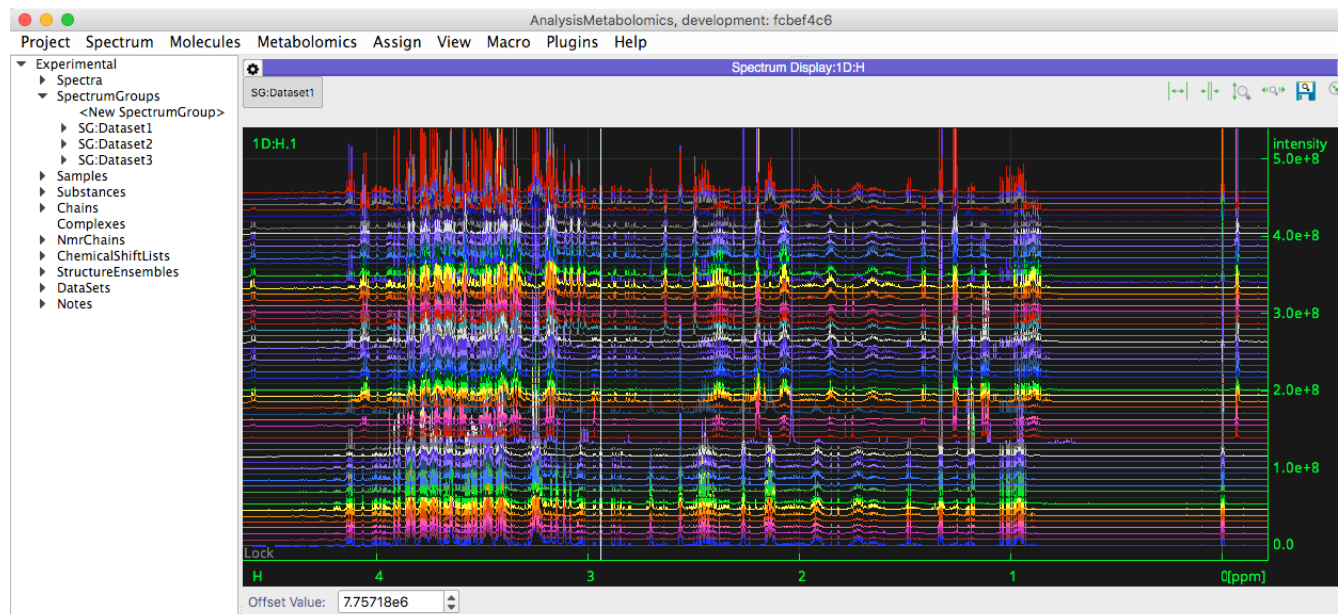 AnalysisMetabolomics, development: fcbef4c6
Project Spectrum Molecules Metabolomics Assign View Macro Plugins Help
Experimental
Spectra
SpectrumGroups
<New SpectrumGroup>
SG:Dataset1
SG:Dataset2
SG:Dataset3
Samples
Substances
Chains
Complexes
NmrChains
ChemicalShiftLists
StructureEnsembles
DataSets
Notes
Spectrum Display:1D:H
SG:Dataset1
1D:H.1
intensity
5.0e+8
4.0e+8
3.0e+8
2.0e+8
1.0e+8
0.0
Lock
H 4 3 2 1 0[ppm]
Offset Value: 7.75718e6